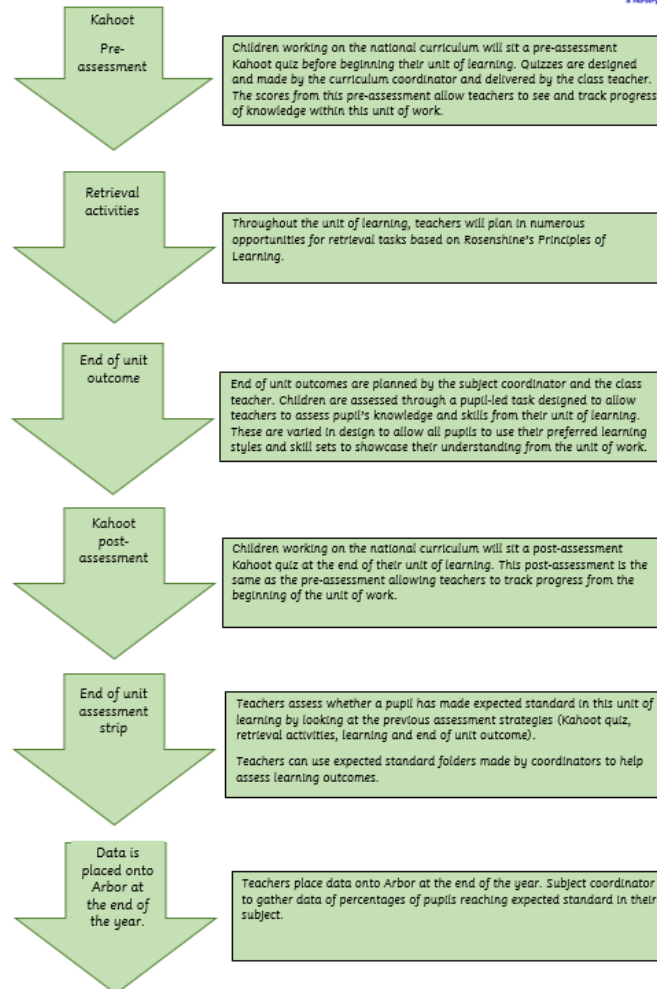 Kahoot
Pre-
assessment
Children working on the national curriculum will sit a pre-assessment
Kahoot quiz before beginning their unit of learning. Quizzes are designed
and made by the curriculum coordinator and delivered by the class teacher.
The scores from this pre-assessment allow teachers to see and track progress
of knowledge within this unit of work.
Retrieval
activities
Throughout the unit of learning, teachers will plan in numerous
opportunities for retrieval tasks based on Rosenshine's Principles of
Learning.
End of unit
outcome
End of unit outcomes are planned by the subject coordinator and the class
teacher. Children are assessed through a pupil-led task designed to allow
teachers to assess pupil's knowledge and skills from their unit of learning.
These are varied in design to allow all pupils to use their preferred learning
styles and skill sets to showcase their understanding from the unit of work.
Kahoot
post-
assessment
Children working on the national curriculum will sit a post-assessment
Kahoot quiz at the end of their unit of learning. This post-assessment is the
same as the pre-assessment allowing teachers to track progress from the
beginning of the unit of work.
End of unit
assessment
strip
Teachers assess whether a pupil has made expected standard in this unit of
learning by looking at the previous assessment strategies (Kahoot quiz,
retrieval activities, learning and end of unit outcome).
Teachers can use expected standard folders made by coordinators to help
assess learning outcomes.
Data is
placed onto
Arbor at
the end of
the year.
Teachers place data onto Arbor at the end of the year. Subject coordinator
to gather data of percentages of pupils reaching expected standard in their
subject.